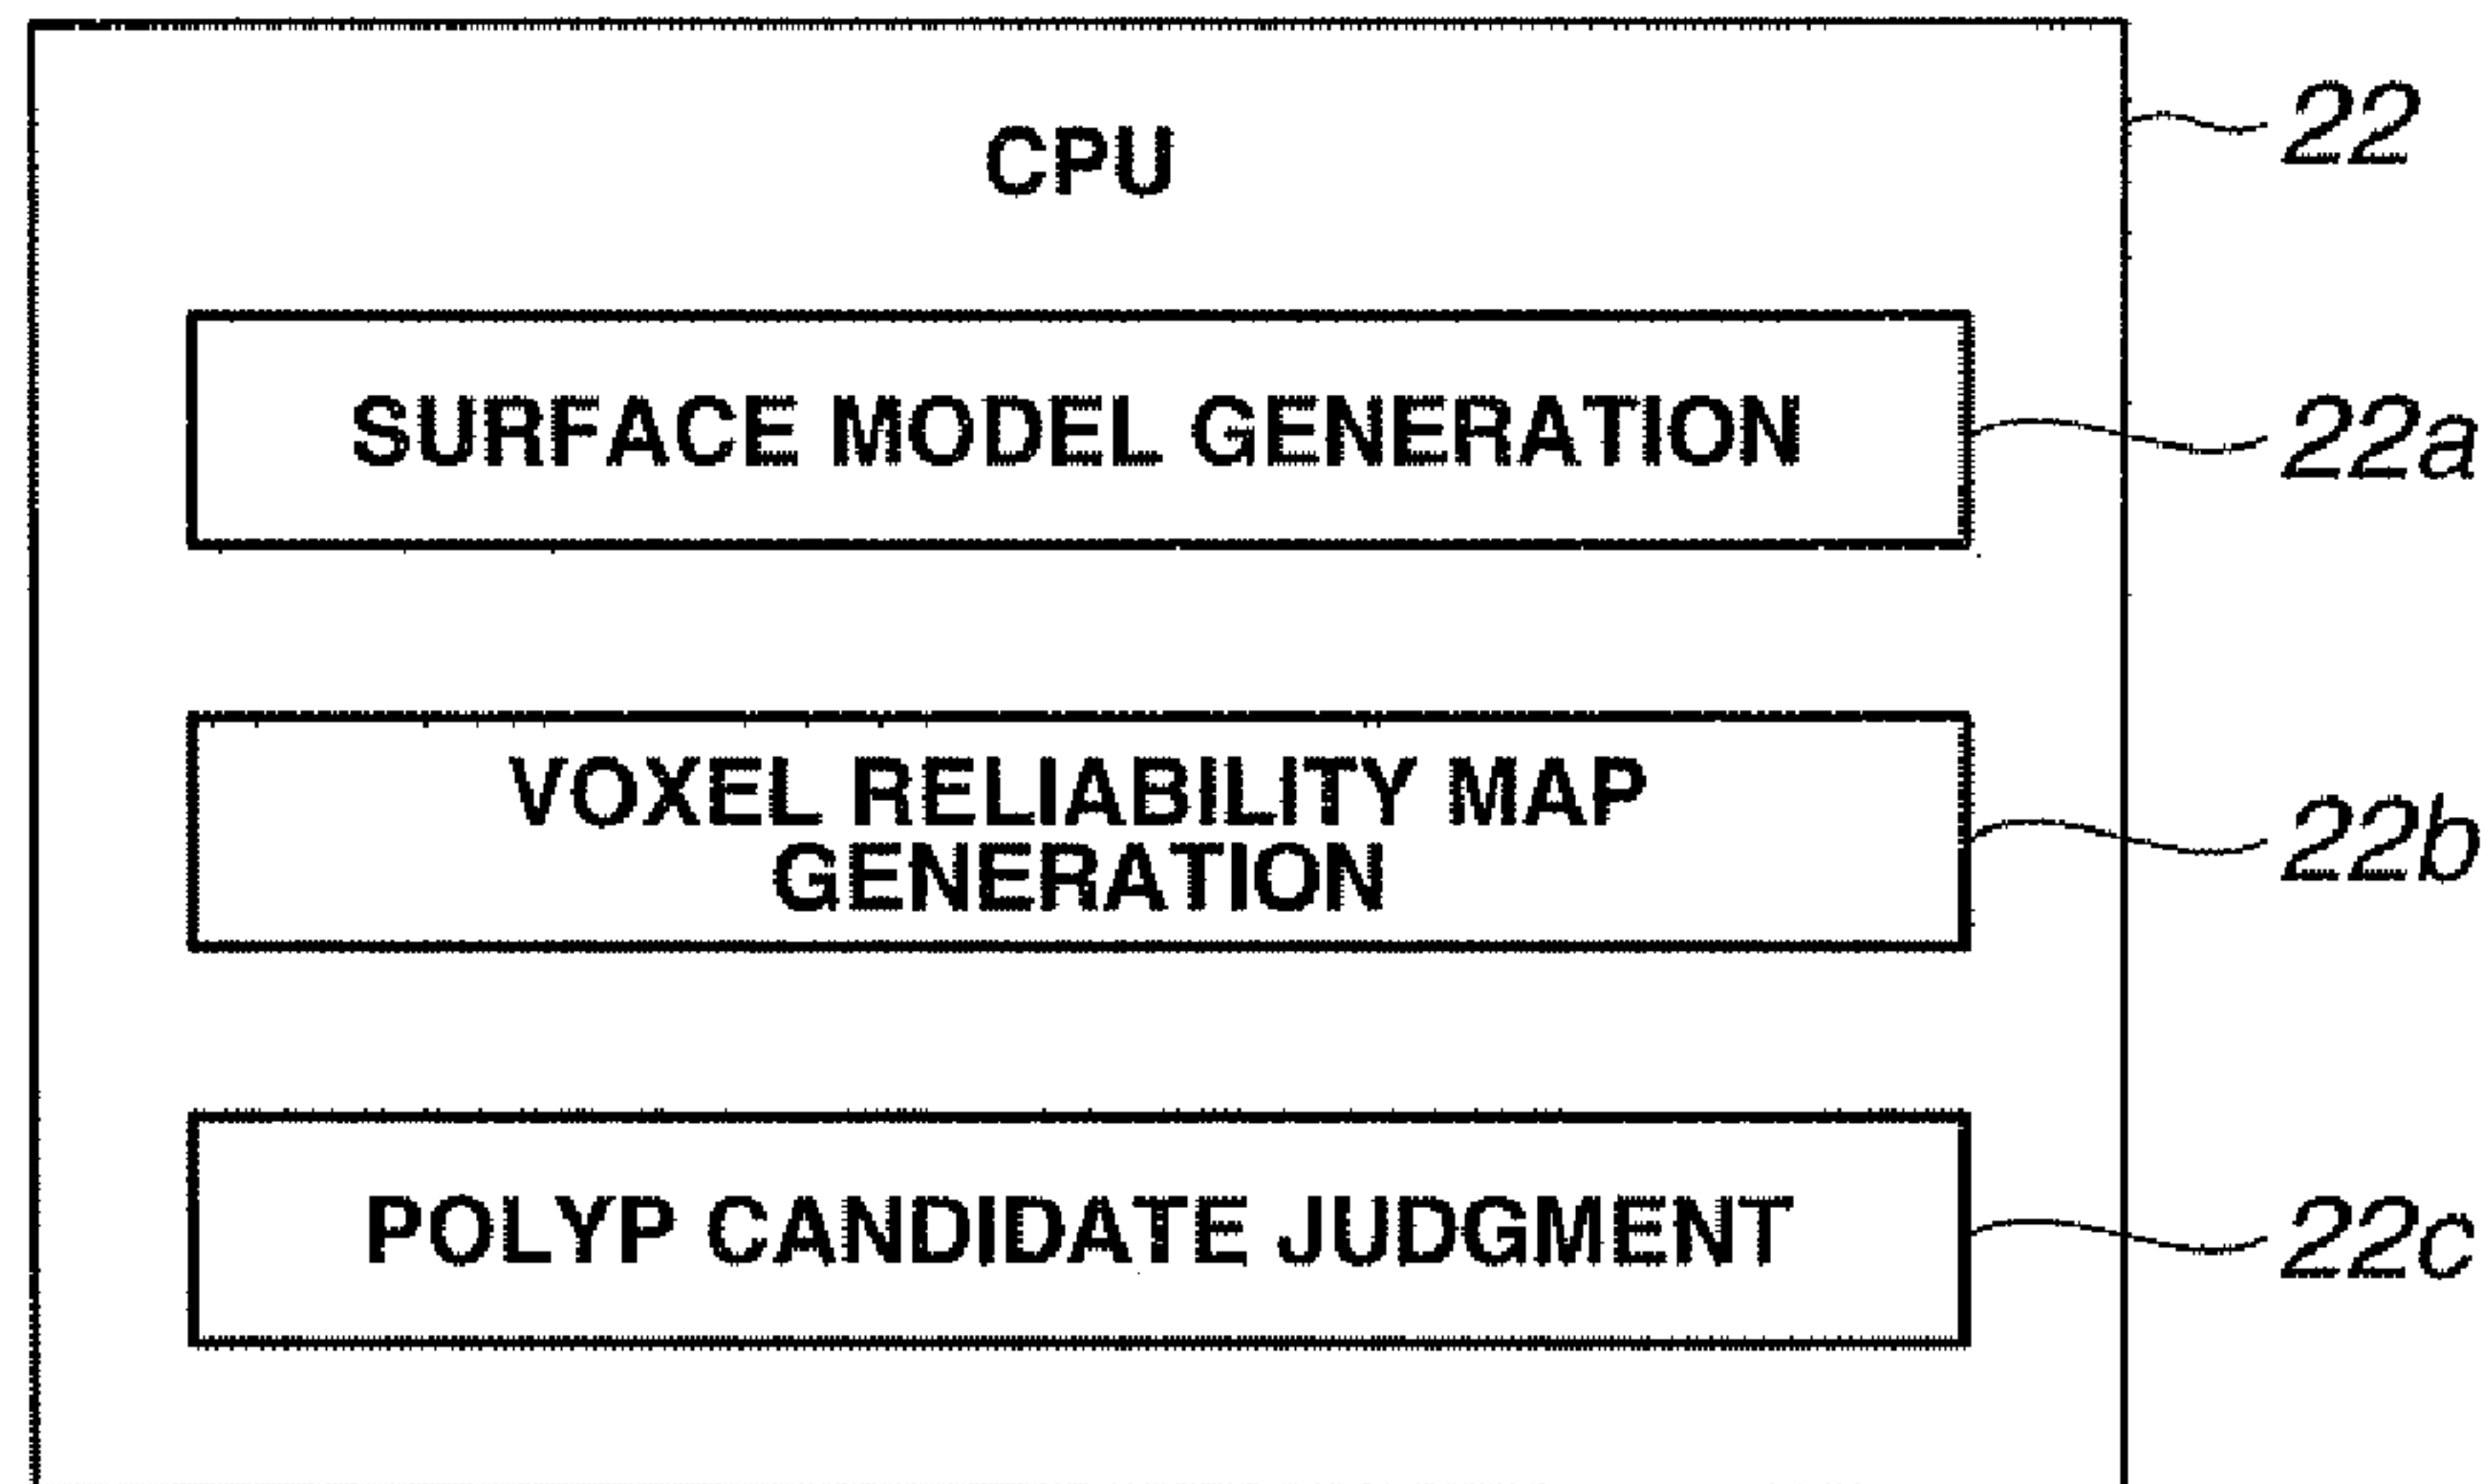 CPU
22
SURFACE MODEL GENERATION
22a
VOXEL RELIABILITY MAP
GENERATION
22b
POLYP CANDIDATE JUDGMENT
22c